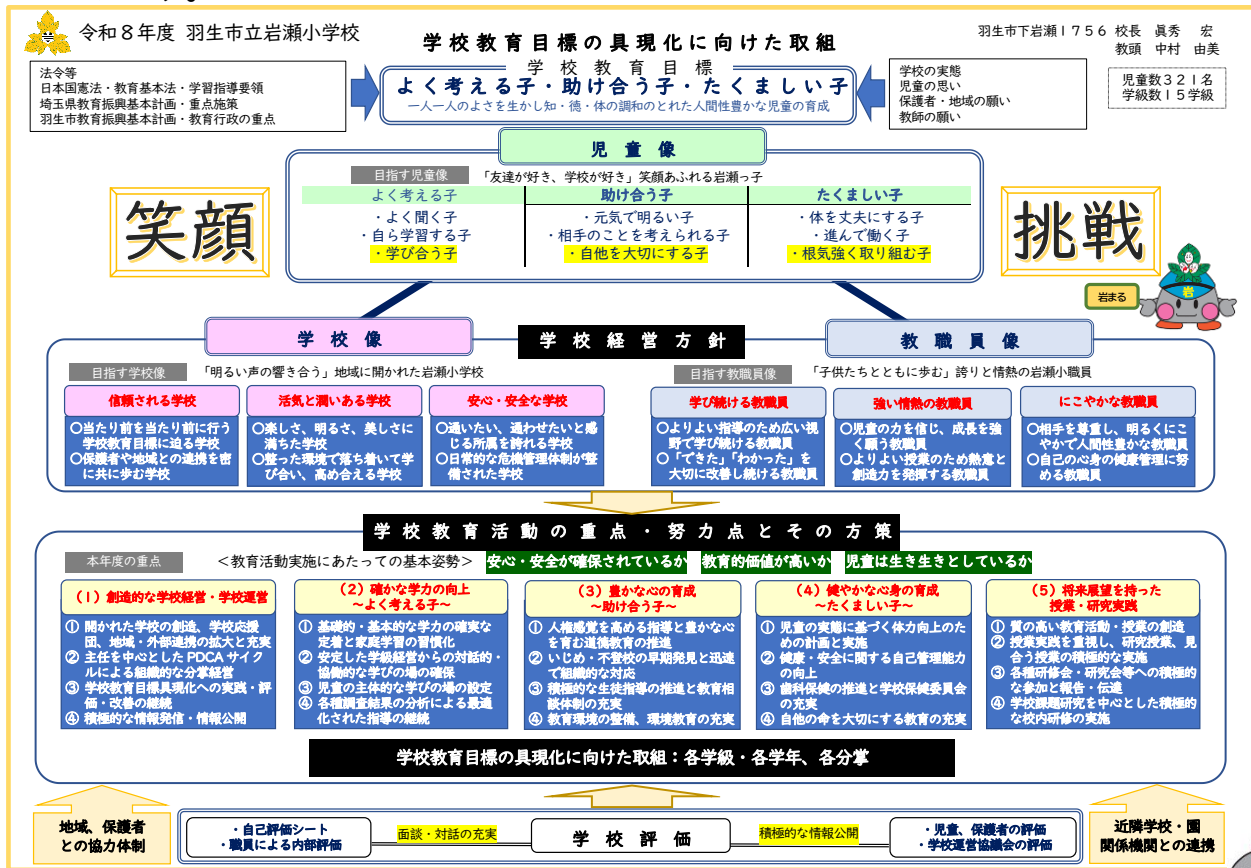 令和8年度 羽生市立岩瀬小学校
学校教育目標の具現化に向けた取組
羽生市下岩瀬1756 校長 眞秀 宏
教頭 中村 由美
法令等
日本国憲法・教育基本法・学習指導要領
埼玉県教育振興基本計画・重点施策
羽生市教育振興基本計画・教育行政の重点
学校教育目標
よく考える子・助け合う子・たくましい子
一人一人のよさを生かし知・徳・体の調和のとれた人間性豊かな児童の育成
学校の実態
児童の思い
保護者・地域の願い
教師の願い
児童数321名
学級数15学級
児童像
目指す児童像 「友達が好き、学校が好き」笑顔あふれる岩瀬っ子
よく考える子
・よく聞く子
・自ら学習する子
・学び合う子
助け合う子
・元気で明るい子
・相手のことを考えられる子
・自他を大切にする子
たくましい子
・体を丈夫にする子
・進んで働く子
・根気強く取り組む子
笑顔
挑戦
岩まる
岩
学校像
学校経営方針
教職員像
目指す学校像 「明るい声の響き合う」地域に開かれた岩瀬小学校
信頼される学校
○当たり前を当たり前に行う
学校教育目標に迫る学校
○保護者や地域との連携を密
に共に歩む学校
活気と潤いある学校
○楽しさ、明るさ、美しさに
満ちた学校
○整った環境で落ち着いて学
び合い、高め合える学校
安心・安全な学校
○通いたい、通わせたいと感
じる所属を誇れる学校
○日常的な危機管理体制が整
備された学校
目指す教職員像 「子供たちとともに歩む」誇りと情熱の岩瀬小職員
学び続ける教職員
○よりよい指導のため広い視
野で学び続ける教職員
○「できた」「わかった」を
大切に改善し続ける教職員
強い情熱の教職員
○児童の力を信じ、成長を強
く願う教職員
○よりよい授業のため熱意と
創造力を発揮する教職員
にこやかな教職員
○相手を尊重し、明るくにこ
やかで人間性豊かな教職員
○自己の心身の健康管理に努
める教職員
学校教育活動の重点・努力点とその方策
本年度の重点 <教育活動実施にあたっての基本姿勢> 安心・安全が確保されているか 教育的価値が高いか 児童は生き生きとしているか
(1)創造的な学校経営・学校運営
① 開かれた学校の創造、学校応援
団、地域・外部連携の拡大と充実
② 主任を中心としたPDCAサイク
ルによる組織的な分掌経営
③ 学校教育目標具現化への実践・評
価・改善の継続
④ 積極的な情報発信・情報公開
(2)確かな学力の向上
~よく考える子~
① 基礎的・基本的な学力の確実な
定着と家庭学習の習慣化
② 安定した学級経営からの対話的・
協働的な学びの場の確保
③ 児童の主体的な学びの場の設定
④ 各種調査結果の分析による最適
化された指導の継続
(3)豊かな心の育成
~助け合う子~
① 人権感覚を高める指導と豊かな心
を育む道徳教育の推進
② いじめ・不登校の早期発見と迅速
で組織的な対応
③ 積極的な生徒指導の推進と教育相
談体制の充実
④ 教育環境の整備、環境教育の充実
(4)健やかな心身の育成
~たくましい子~
① 児童の実態に基づく体力向上のた
めの計画と実施
② 健康・安全に関する自己管理能力
の向上
③ 歯科保健の推進と学校保健委員会
の充実
④ 自他の命を大切にする教育の充実
(5)将来展望を持った
授業・研究実践
① 質の高い教育活動・授業の創造
② 授業実践を重視し、研究授業、見
合う授業の積極的な実施
③ 各種研修会・研究会等への積極的
な参加と報告・伝達
④ 学校課題研究を中心とした積極的
な校内研修の実施
学校教育目標の具現化に向けた取組:各学級・各学年、各分掌
地域、保護者
との協力体制
・自己評価シート
・職員による内部評価
面談・対話の充実
学校評価
積極的な情報公開
・児童、保護者の評価
・学校運営協議会の評価
近隣学校・園
関係機関との連携